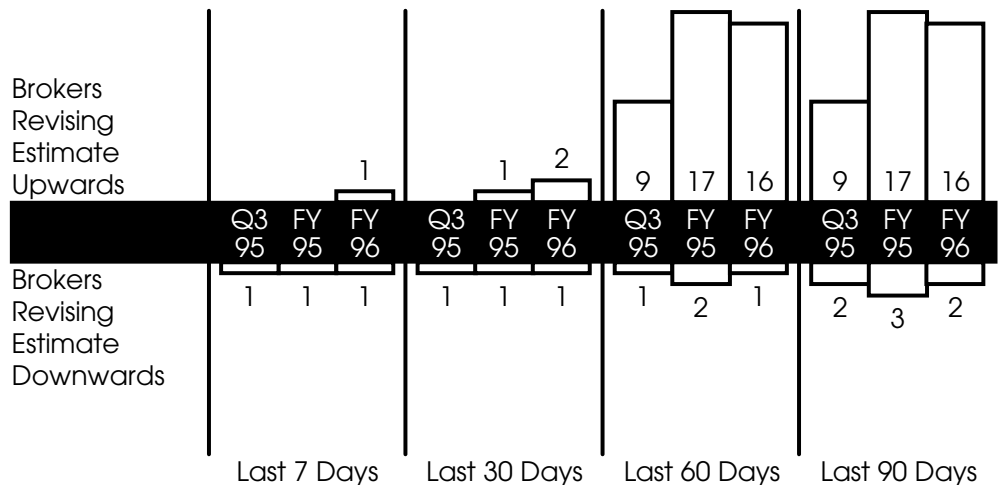 Brokers
Revising
Estimate
Upwards
1
1
2
9
17
16
9
17
16
Q3 FY FY
95 95 96
Q3 FY FY
95 95 96
Q3 FY FY
95 95 96
Q3 FY FY
95 95 96
Brokers
Revising
Estimate
Downwards
1
1
1
1
1
1
1
2
1
2
3
2
Last 7 Days
Last 30 Days
Last 60 Days
Last 90 Days